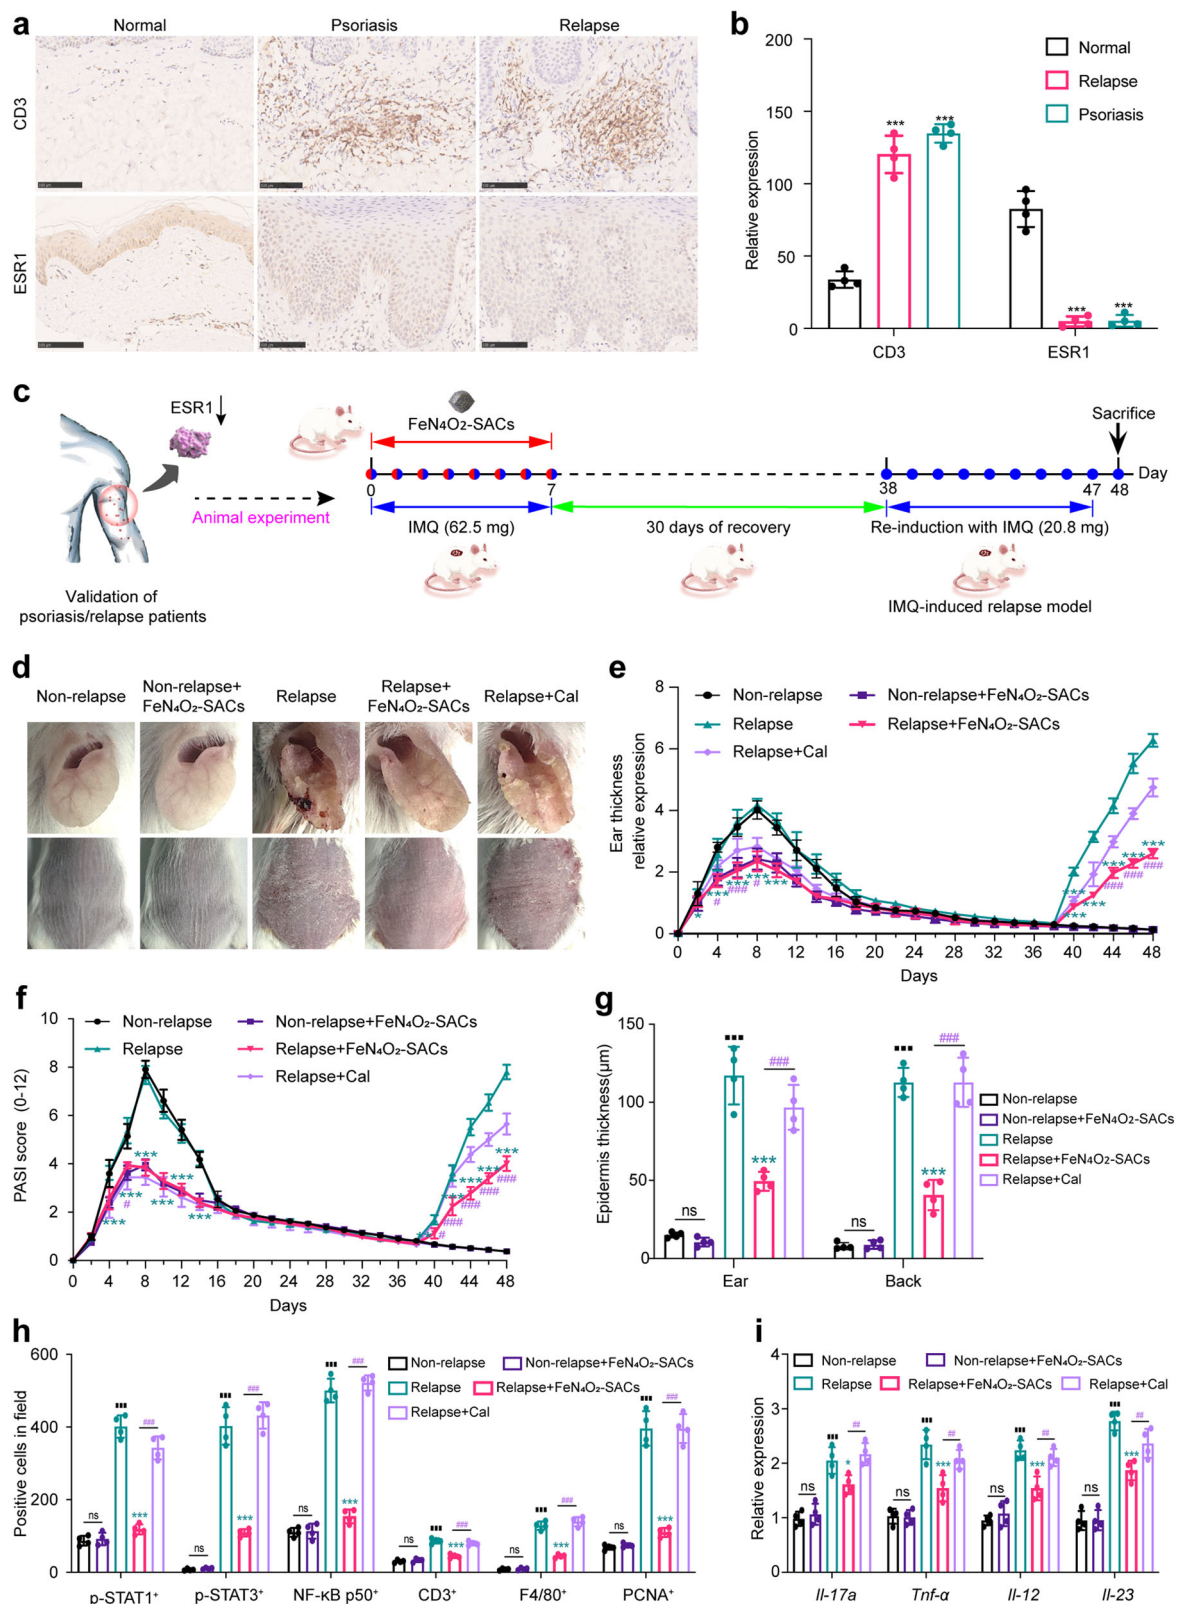 a
Normal
Psoriasis
Relapse
CD3
ESR1
b
Relative expression
200
150
100
50
0
Normal
Relapse
Psoriasis
***
***
***
***
CD3
ESR1
c
ESR1
FeN₄O₂-SACs
Sacrifice
Day
0
7
38
47
48
Animal experiment
IMQ (62.5 mg)
30 days of recovery
Re-induction with IMQ (20.8 mg)
Validation of
psoriasis/relapse patients
IMQ-induced relapse model
d
Non-relapse
Non-relapse+
FeN₄O₂-SACs
Relapse
Relapse+
FeN₄O₂-SACs
Relapse+Cal
e
Ear thickness
relative expression
8
6
4
2
0
Non-relapse
Non-relapse+FeN₄O₂-SACs
Relapse
Relapse+FeN₄O₂-SACs
Relapse+Cal
0 4 8 12 16 20 24 28 32 36 40 44 48
Days
f
PASI score (0-12)
10
8
6
4
2
0
Non-relapse
Non-relapse+FeN₄O₂-SACs
Relapse
Relapse+FeN₄O₂-SACs
Relapse+Cal
0 4 8 12 16 20 24 28 32 36 40 44 48
Days
g
Epidermis thickness(μm)
150
100
50
0
###
###
***
***
ns
ns
Ear
Back
Non-relapse
Non-relapse+FeN₄O₂-SACs
Relapse
Relapse+FeN₄O₂-SACs
Relapse+Cal
h
Positive cells in field
600
400
200
0
Non-relapse
Non-relapse+FeN₄O₂-SACs
Relapse
Relapse+FeN₄O₂-SACs
Relapse+Cal
###
###
###
###
###
###
***
***
***
***
***
***
ns
ns
ns
ns
ns
ns
p-STAT1⁺
p-STAT3⁺
NF-κB p50⁺
CD3⁺
F4/80⁺
PCNA⁺
i
Relative expression
4
3
2
1
0
Non-relapse
Non-relapse+FeN₄O₂-SACs
Relapse
Relapse+FeN₄O₂-SACs
Relapse+Cal
##
##
##
##
*
***
***
***
ns
ns
ns
ns
Il-17a
Tnf-α
Il-12
Il-23